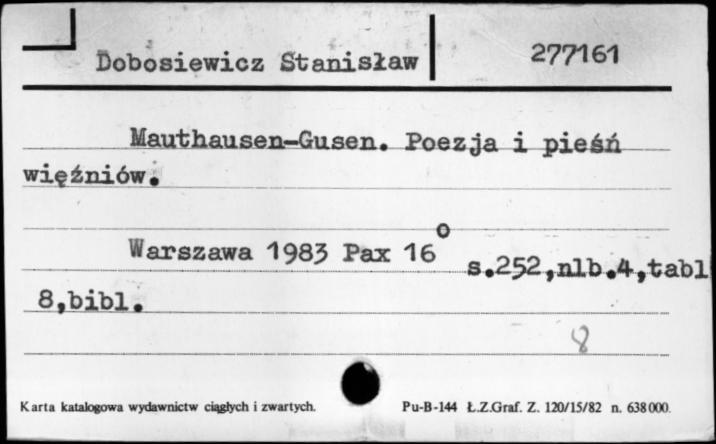 Dobosiewicz Stanisław 277161
Mauthausen-Gusen. Poezja i pieśń
więźniów.
Warszawa 1983 Pax 16° s.252,nlb.4,tabl
8,bibl.
8
Karta katalogowa wydawnictw ciągłych i zwartych. Pu-B-144 Ł.Z.Graf. Z. 120/15/82 n. 638000.